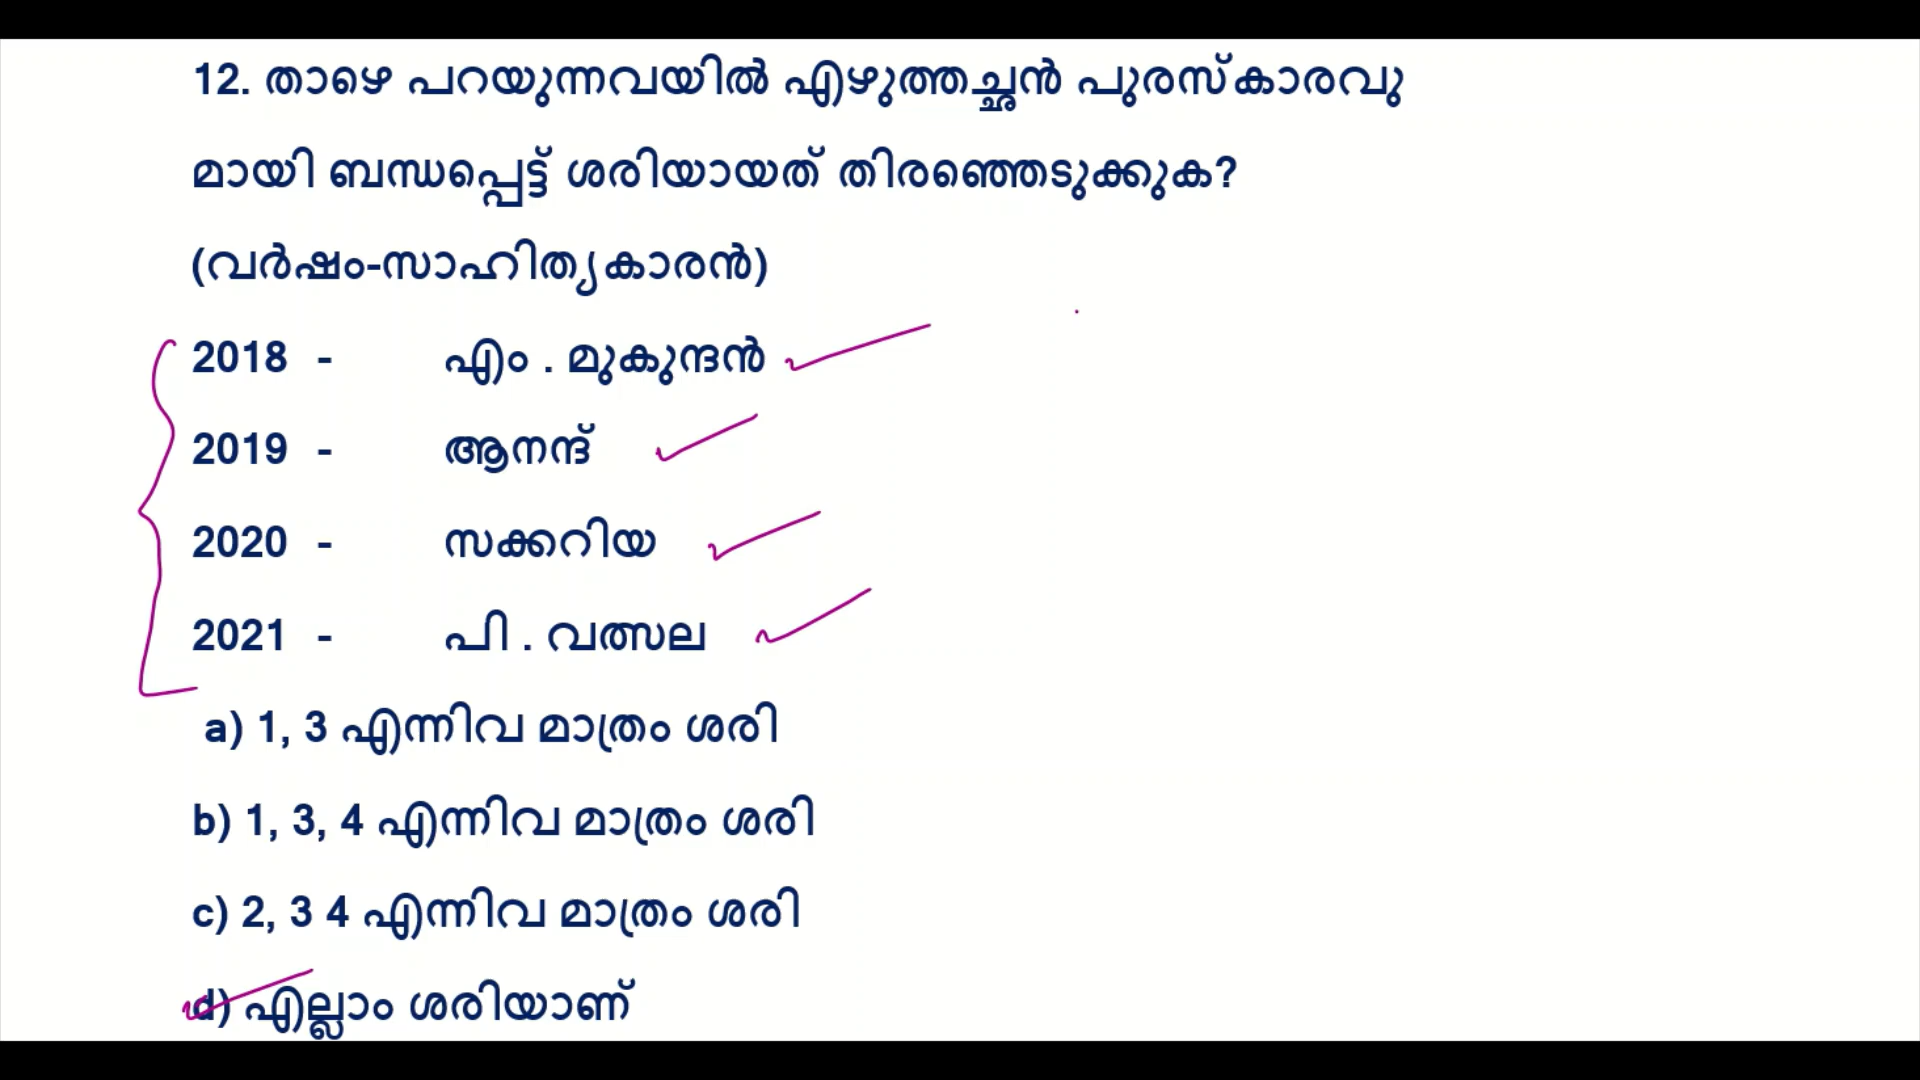 12. താഴെ പറയുന്നവയിൽ എഴുത്തച്ഛൻ പുരസ്കാരവു
മായി ബന്ധപ്പെട്ട് ശരിയായത് തിരഞ്ഞെടുക്കുക?
(വർഷം-സാഹിത്യകാരൻ)
2018 - എം . മുകുന്ദൻ
2019 - ആനന്ദ്
2020 - സക്കറിയ
2021 - പി . വത്സല
a) 1, 3 എന്നിവ മാത്രം ശരി
b) 1, 3, 4 എന്നിവ മാത്രം ശരി
c) 2, 3 4 എന്നിവ മാത്രം ശരി
d) എല്ലാം ശരിയാണ്